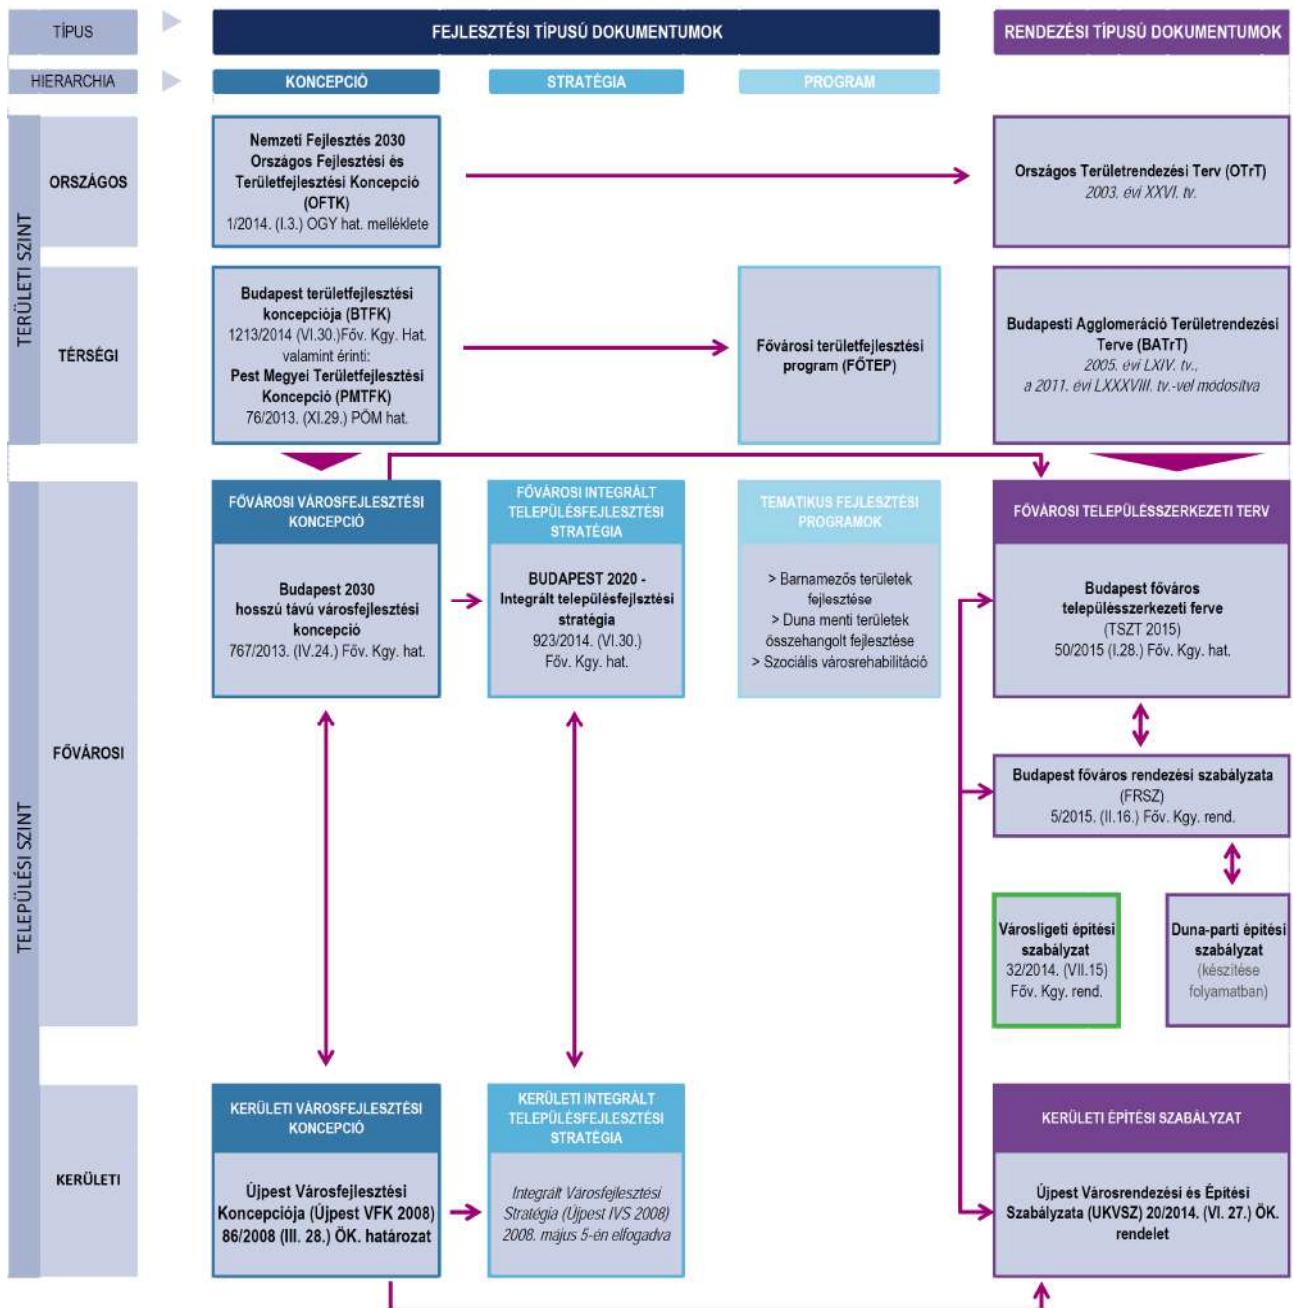 TÍPUS
FEJLESZTÉSI TÍPUSÚ DOKUMENTUMOK
RENDEZÉSI TÍPUSÚ DOKUMENTUMOK
HIERARCHIA
KONCEPCIÓ
STRATÉGIA
PROGRAM
TERÜLETI SZINT
ORSZÁGOS
Nemzeti Fejlesztés 2030
Országos Fejlesztési és
Területfejlesztési Koncepció
(OFTK)
1/2014. (I.3.) OGY hat. melléklete
Országos Területrendezési Terv (OTrT)
2003. évi XXVI. tv.
TÉRSÉGI
Budapest területfejlesztési
koncepciója (BTFK)
1213/2014 (VI.30.)Föv. Kgy. Hat.
valamint érinti:
Pest Megyei Területfejlesztési
Koncepció (PMTFK)
76/2013. (XI.29.) PÖM hat.
Fővárosi területfejlesztési
program (FŐTEP)
Budapesti Agglomeráció Területrendezési
Terve (BATrT)
2005. évi LXIV. tv.,
a 2011. évi LXXXVIII. tv.-vel módosítva
TELEPÜLÉSI SZINT
FŐVÁROSI
FŐVÁROSI VÁROSFEJLESZTÉSI
KONCEPCIÓ
Budapest 2030
hosszú távú városfejlesztési
koncepció
767/2013. (IV.24.) Főv. Kgy. hat.
FŐVÁROSI INTEGRÁLT
TELEPÜLÉSFEJLESZTÉSI
STRATÉGIA
BUDAPEST 2020 -
Integrált településfejlsztési
stratégia
923/2014. (VI.30.)
Főv. Kgy. hat.
TEMATIKUS FEJLESZTÉSI
PROGRAMOK
> Barnamezős területek
fejlesztése
> Duna menti területek
összehangolt fejlesztése
> Szociális városrehabilitáció
FŐVÁROSI TELEPÜLÉSSZERKEZETI TERV
Budapest főváros
településszerkezeti ferve
(TSZT 2015)
50/2015 (I.28.) Főv. Kgy. hat.
Budapest főváros rendezési szabályzata
(FRSZ)
5/2015. (II.16.) Főv. Kgy. rend.
Városligeti építési
szabályzat
32/2014. (VII.15)
Főv. Kgy. rend.
Duna-parti építési
szabályzat
(készítése
folyamatban)
KERÜLETI
KERÜLETI VÁROSFEJLESZTÉSI
KONCEPCIÓ
Újpest Városfejlesztési
Koncepciója (Újpest VFK 2008)
86/2008 (III. 28.) ÖK. határozat
KERÜLETI INTEGRÁLT
TELEPÜLÉSFEJLESZTÉSI
STRATÉGIA
Integrált Városfejlesztési
Stratégia (Újpest IVS 2008)
2008. május 5-én elfogadva
KERÜLETI ÉPÍTÉSI SZABÁLYZAT
Újpest Városrendezési és Építési
Szabályzata (UKVSZ) 20/2014. (VI. 27.) ÖK.
rendelet